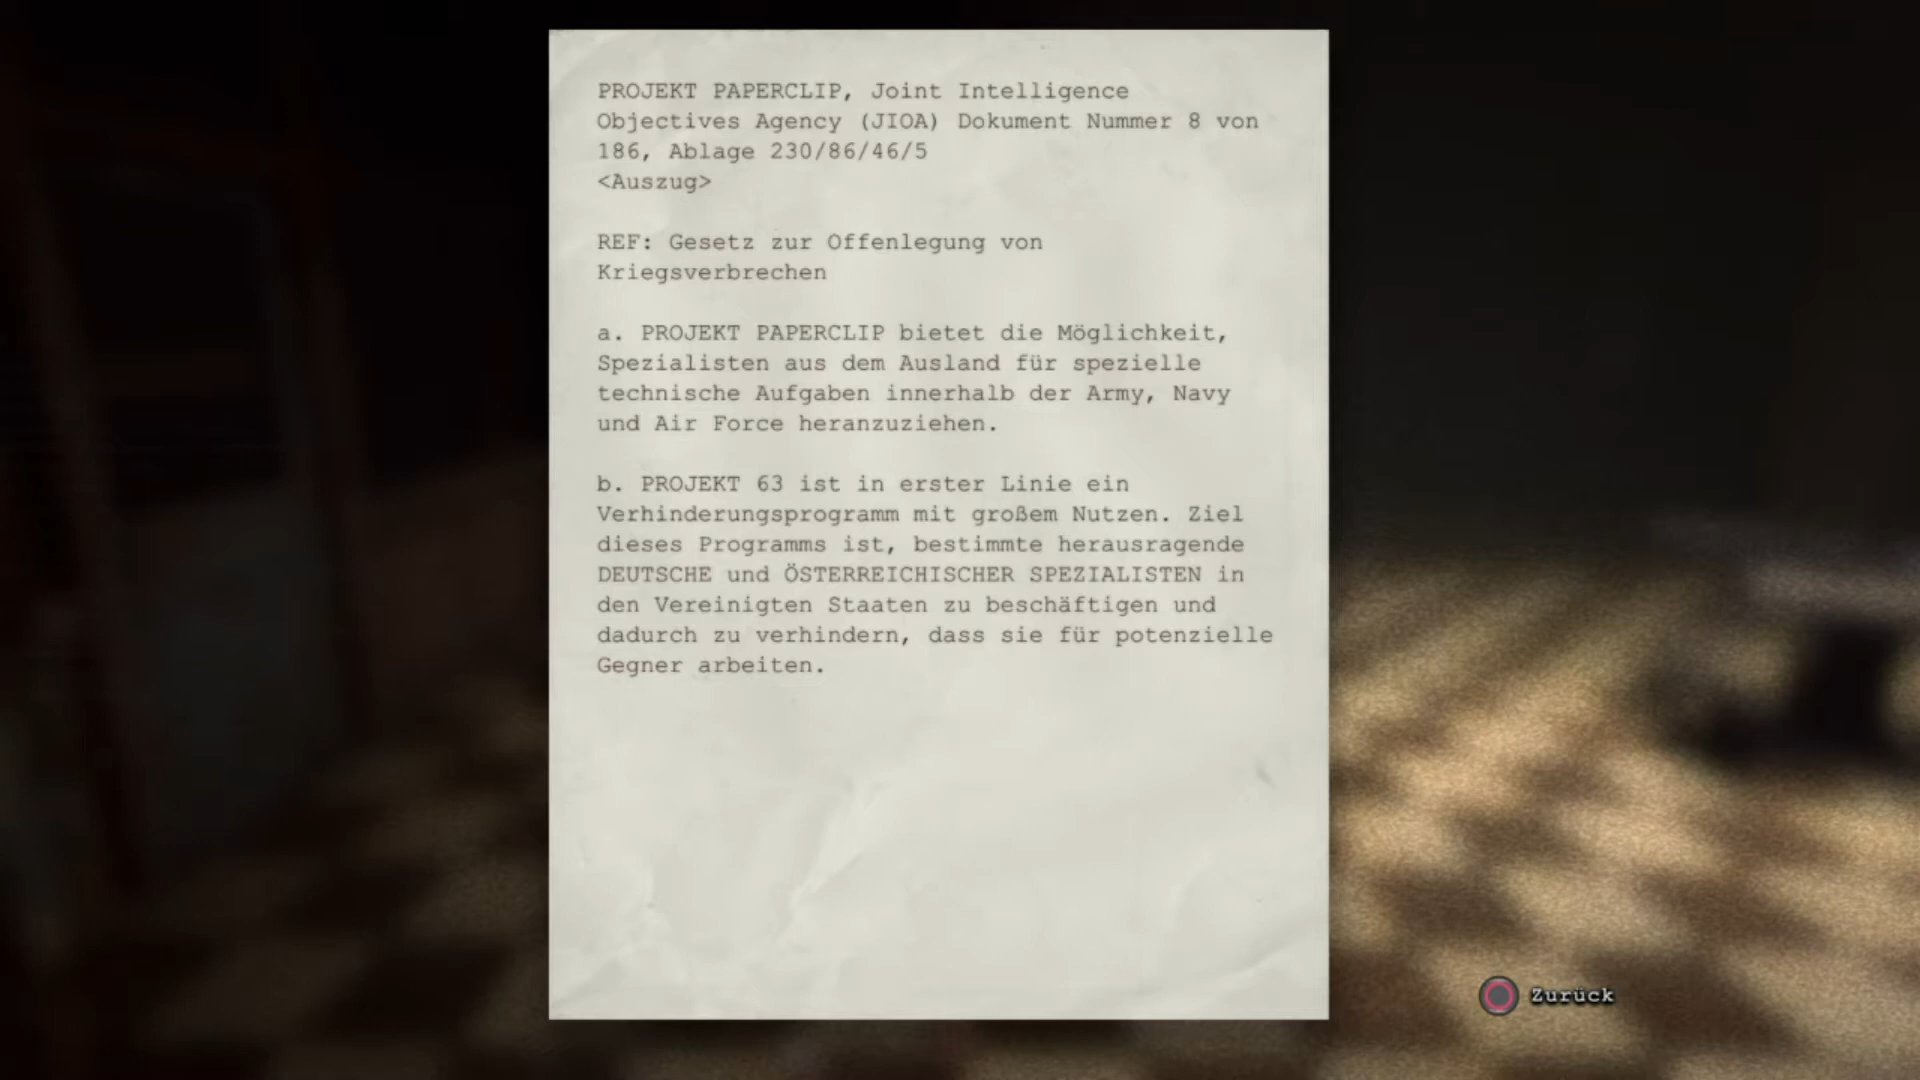 PROJEKT PAPERCLIP, Joint Intelligence
Objectives Agency (JIOA) Dokument Nummer 8 von
186, Ablage 230/86/46/5
<Auszug>
REF: Gesetz zur Offenlegung von
Kriegsverbrechen
a. PROJEKT PAPERCLIP bietet die Möglichkeit,
Spezialisten aus dem Ausland für spezielle
technische Aufgaben innerhalb der Army, Navy
und Air Force heranzuziehen.
b. PROJEKT 63 ist in erster Linie ein
Verhinderungsprogramm mit großem Nutzen. Ziel
dieses Programms ist, bestimmte herausragende
DEUTSCHE und ÖSTERREICHISCHER SPEZIALISTEN in
den Vereinigten Staaten zu beschäftigen und
dadurch zu verhindern, dass sie für potenzielle
Gegner arbeiten.
Zurück